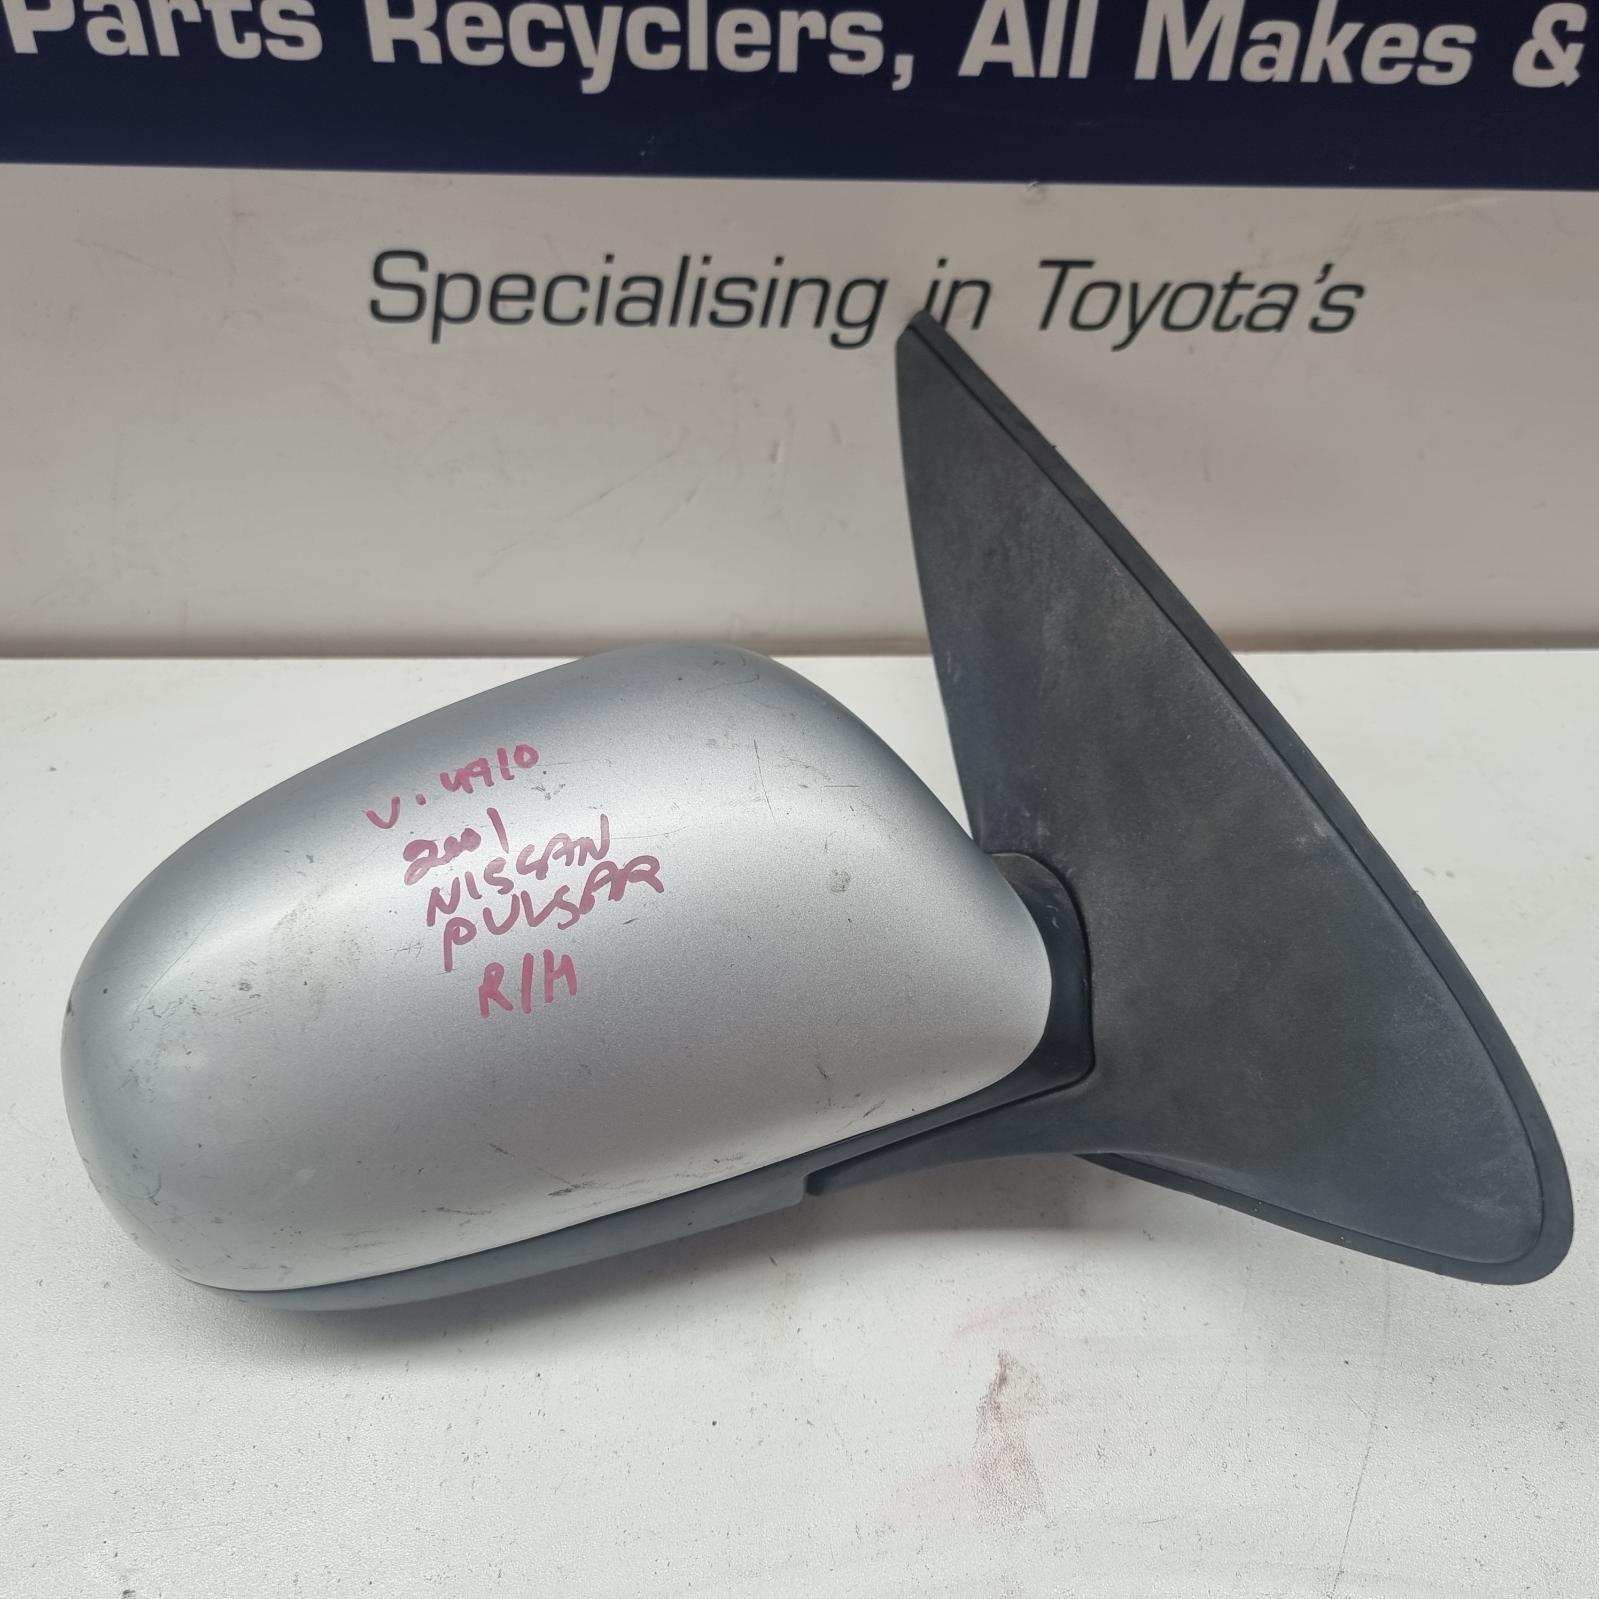 Parts Recyclers, All Makes &
Specialising in Toyota's
V.4910
2001
NISSAN
PULSAR
R/H